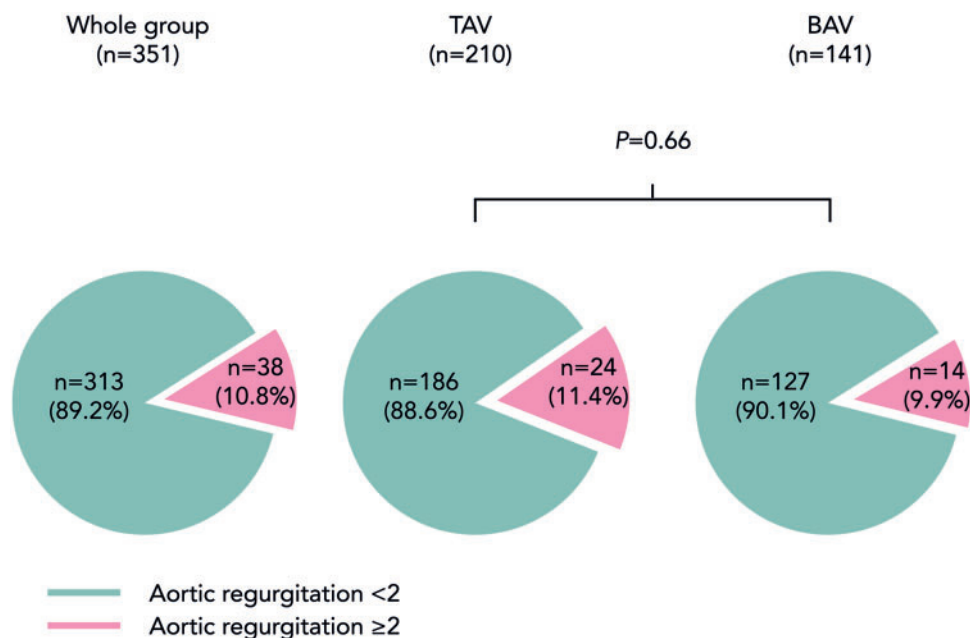 Whole group
(n=351)
TAV
(n=210)
BAV
(n=141)
P=0.66
n=313
(89.2%)
n=38
(10.8%)
n=186
(88.6%)
n=24
(11.4%)
n=127
(90.1%)
n=14
(9.9%)
Aortic regurgitation <2
Aortic regurgitation ≥2